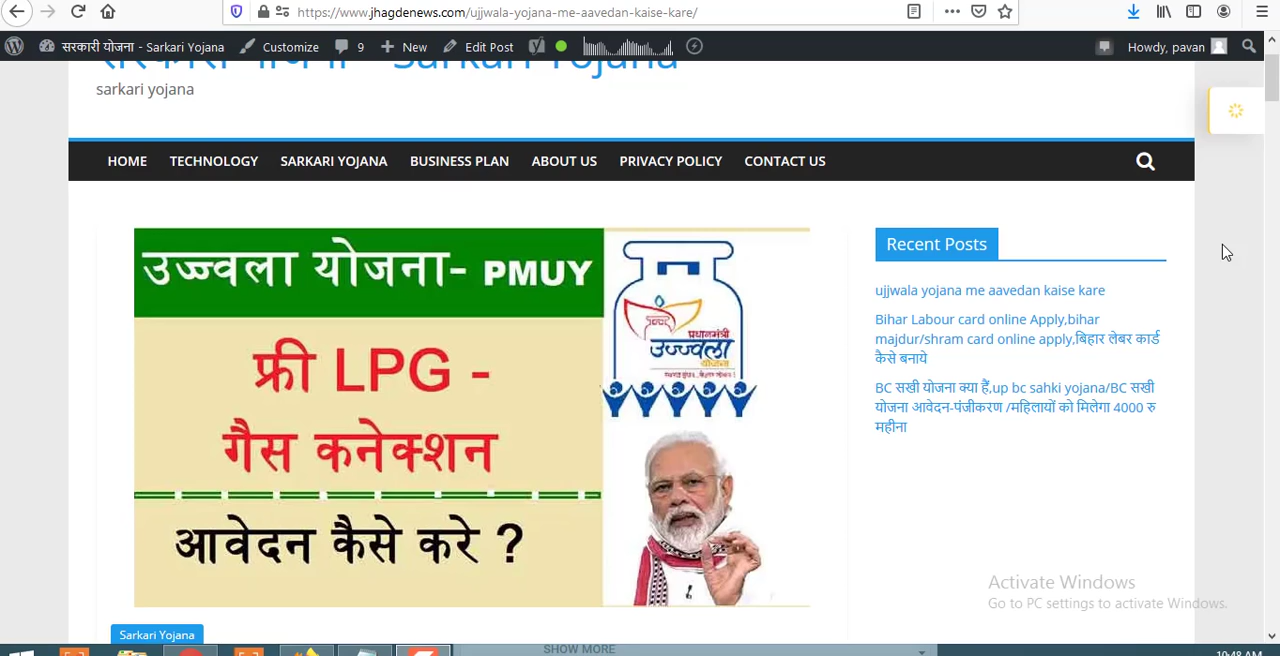 https://www.jhagdenews.com/ujjwala-yojana-me-aavedan-kaise-kare/
सरकारी योजना - Sarkari Yojana
Customize
9
New
Edit Post
Howdy, pavan
सरकारी योजना - Sarkari Yojana
sarkari yojana
HOME
TECHNOLOGY
SARKARI YOJANA
BUSINESS PLAN
ABOUT US
PRIVACY POLICY
CONTACT US
उज्ज्वला योजना- PMUY
फ्री LPG -
गैस कनेक्शन
आवेदन कैसे करे ?
प्रधानमंत्री
उज्ज्वला
योजना
Recent Posts
ujjwala yojana me aavedan kaise kare
Bihar Labour card online Apply,bihar
majdur/shram card online apply,बिहार लेबर कार्ड
कैसे बनाये
BC सखी योजना क्या हैं,up bc sahki yojana/BC सखी
योजना आवेदन-पंजीकरण /महिलायों को मिलेगा 4000 रु
महीना
Activate Windows
Go to PC settings to activate Windows.
Sarkari Yojana
SHOW MORE
10:48 AM